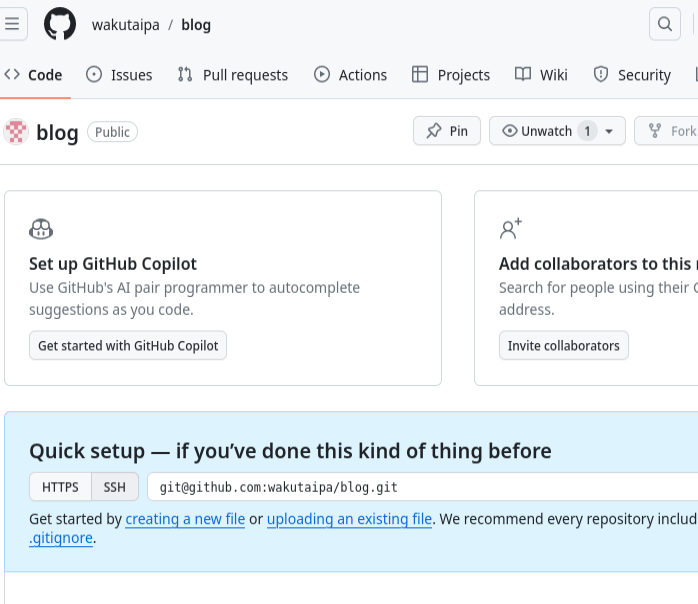 wakutaipa / blog
Code Issues Pull requests Actions Projects Wiki Security
blog Public Pin Unwatch 1 Fork
Set up GitHub Copilot
Use GitHub's AI pair programmer to autocomplete
suggestions as you code.
Get started with GitHub Copilot
Add collaborators to this
Search for people using their
address.
Invite collaborators
Quick setup — if you've done this kind of thing before
HTTPS SSH git@github.com:wakutaipa/blog.git
Get started by creating a new file or uploading an existing file. We recommend every repository includ
.gitignore.